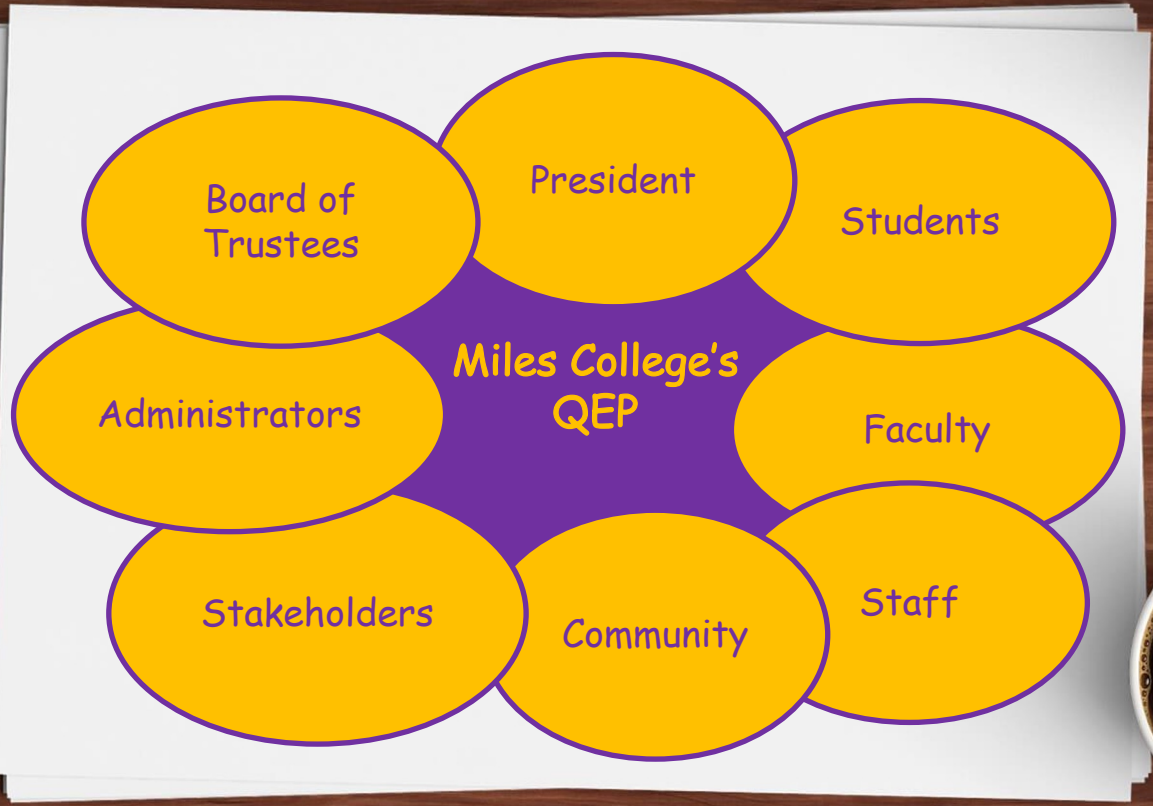 President
Board of
Trustees
Students
Miles College’s
QEP
Administrators
Faculty
Stakeholders
Community
Staff